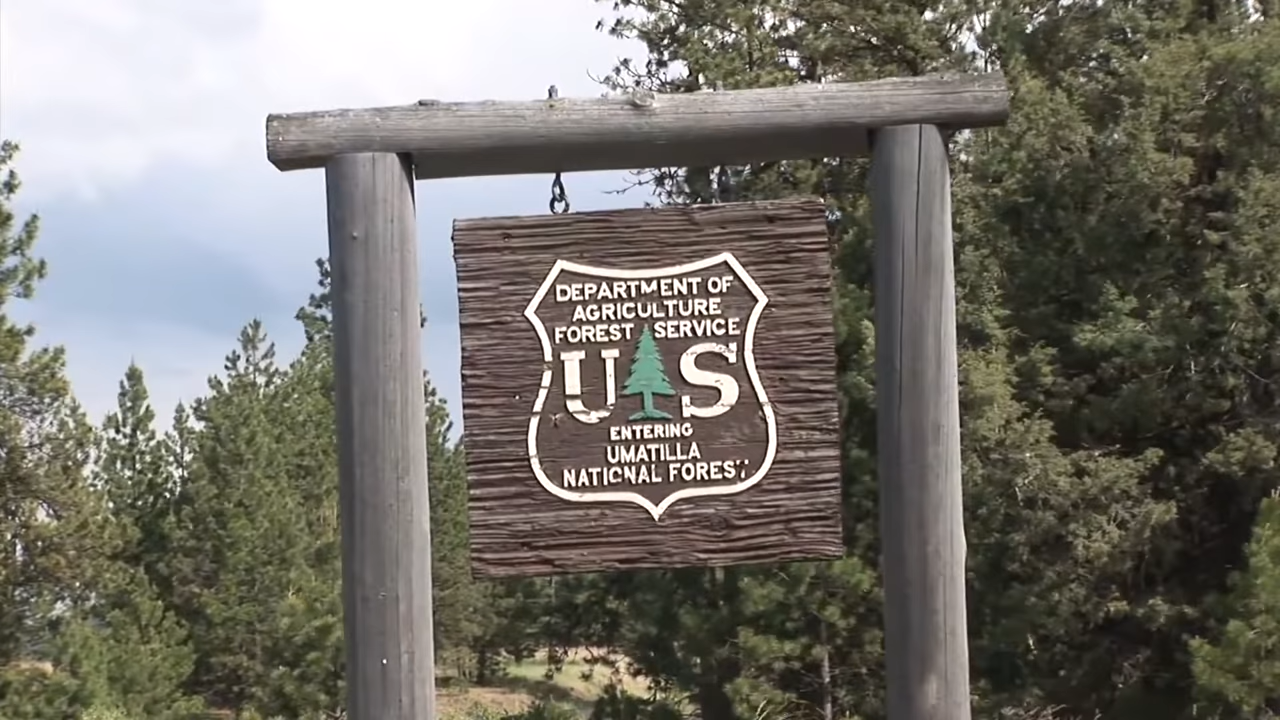 DEPARTMENT OF
AGRICULTURE
FOREST SERVICE
US
ENTERING
UMATILLA
NATIONAL FOREST